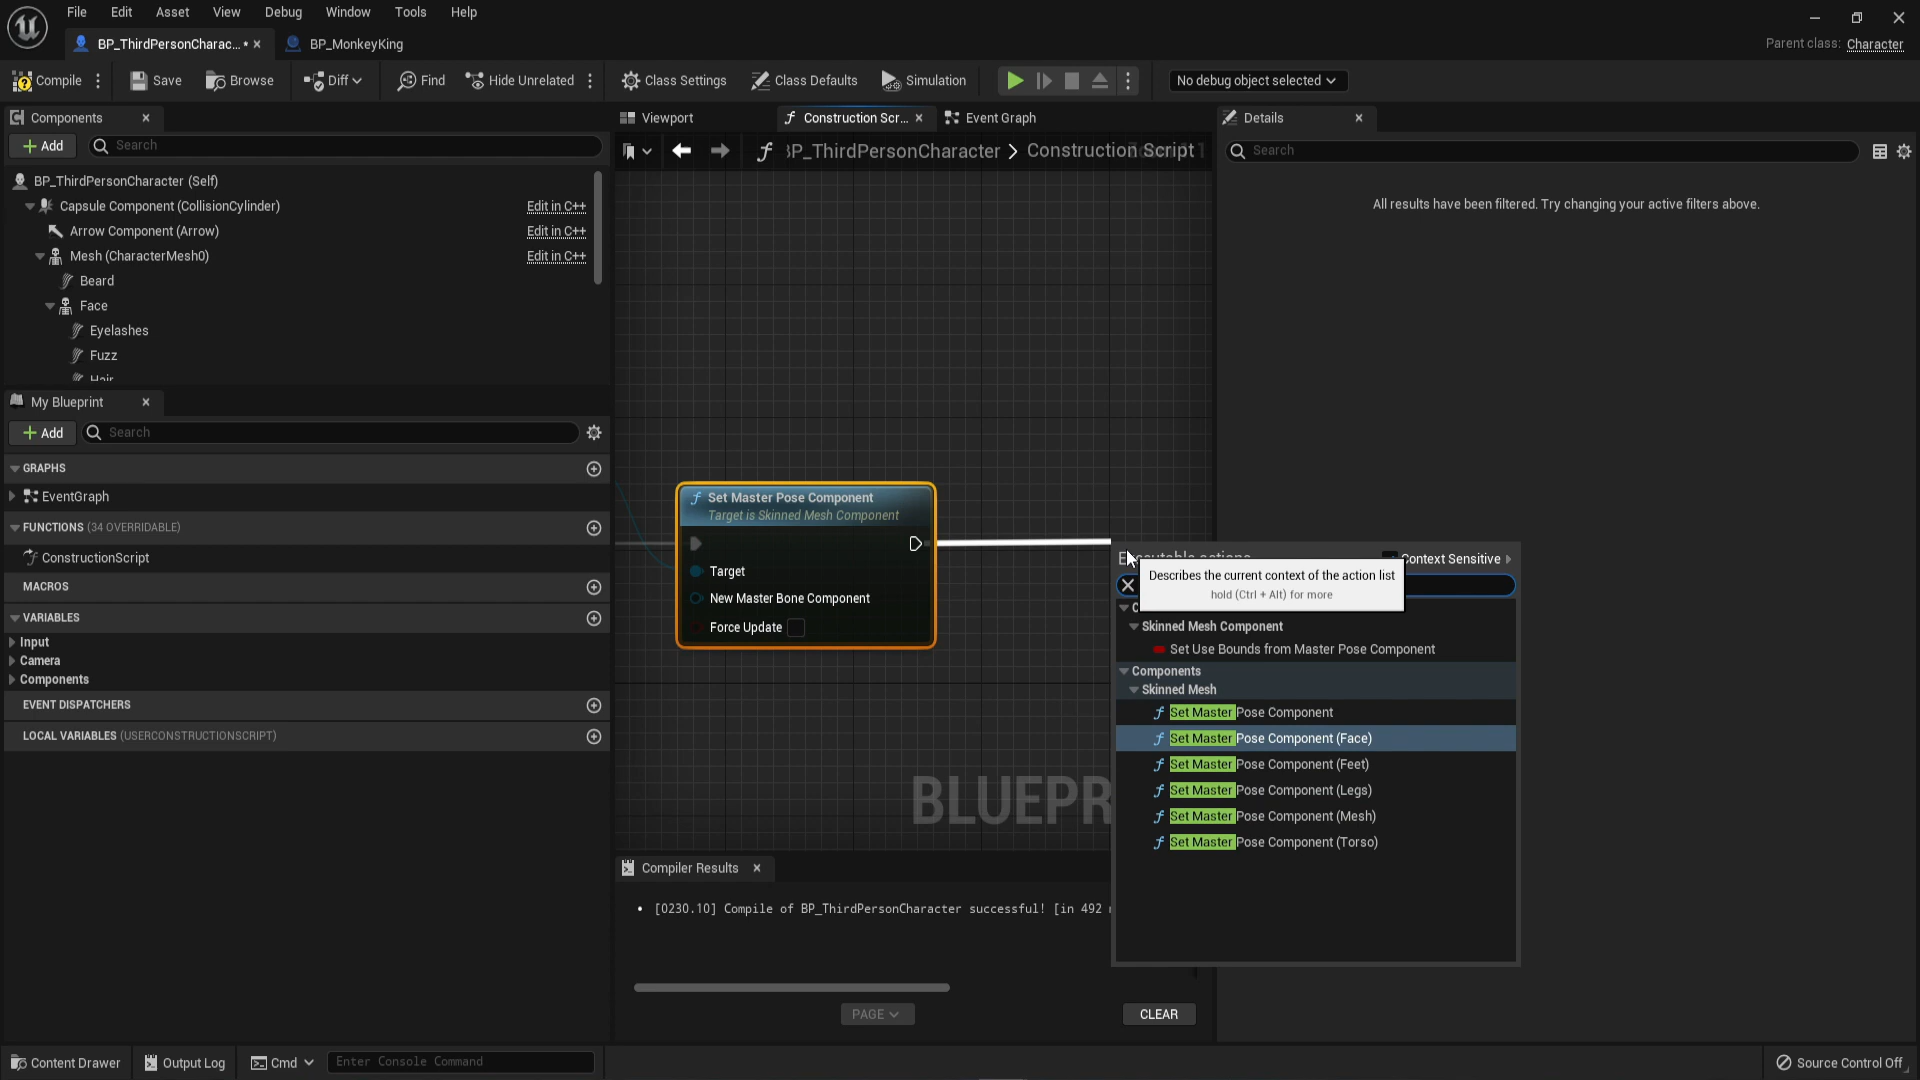 File Edit Asset View Debug Window Tools Help
BP_ThirdPersonCharac... •
BP_MonkeyKing
Parent class: Character
Compile
Save
Browse
Diff
Find
Hide Unrelated
Class Settings
Class Defaults
Simulation
No debug object selected
Components
Add
Search
BP_ThirdPersonCharacter (Self)
Capsule Component (CollisionCylinder) Edit in C++
Arrow Component (Arrow) Edit in C++
Mesh (CharacterMesh0) Edit in C++
Beard
Face
Eyelashes
Fuzz
Hair
My Blueprint
Add
Search
GRAPHS
EventGraph
FUNCTIONS (34 OVERRIDABLE)
ConstructionScript
MACROS
VARIABLES
Input
Camera
Components
EVENT DISPATCHERS
LOCAL VARIABLES (USERCONSTRUCTIONSCRIPT)
Viewport
Construction Scr...
Event Graph
BP_ThirdPersonCharacter > Construction Script
Set Master Pose Component
Target is Skinned Mesh Component
Target
New Master Bone Component
Force Update
BLUEPR
Context Sensitive
Describes the current context of the action list
hold (Ctrl + Alt) for more
Skinned Mesh Component
Set Use Bounds from Master Pose Component
Components
Skinned Mesh
Set Master Pose Component
Set Master Pose Component (Face)
Set Master Pose Component (Feet)
Set Master Pose Component (Legs)
Set Master Pose Component (Mesh)
Set Master Pose Component (Torso)
Compiler Results
• [0230.10] Compile of BP_ThirdPersonCharacter successful! [in 492
PAGE
CLEAR
Details
Search
All results have been filtered. Try changing your active filters above.
Content Drawer
Output Log
Cmd
Enter Console Command
Source Control Off